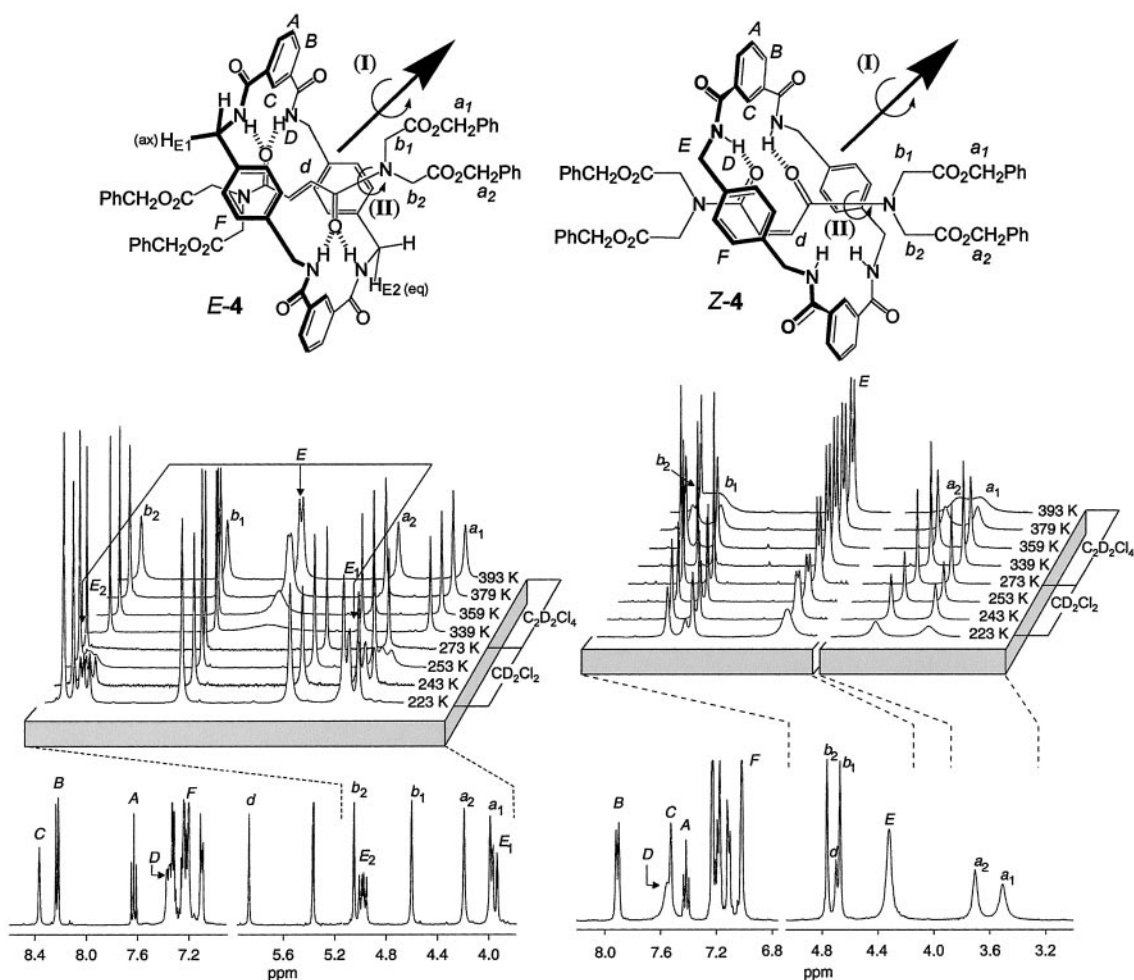 A
B
(I)
O
O
C
H
N
H
H
N
D
(ax) HE1
a1
CO2CH2Ph
b1
d
O
N
CO2CH2Ph
a2
b2
PhCH2O2C
N
(II)
F
O
PhCH2O2C
H
H
N
H
N
HE2 (eq)
O
O
E-4
A
B
(I)
O
O
C
N
H
H
N
E
D
O
O
b1
a1
CO2CH2Ph
PhCH2O2C
N
N
(II)
PhCH2O2C
F
d
b2
CO2CH2Ph
a2
H
N
H
N
Z-4
O
O
E
b2
b1
a2
a1
E2
E1
393 K
379 K
359 K
339 K
273 K
253 K
243 K
223 K
C2D2Cl4
CD2Cl2
E
b2
b1
a2
a1
393 K
379 K
359 K
339 K
273 K
253 K
243 K
223 K
C2D2Cl4
CD2Cl2
C
B
A
D
F
d
b2
E2
b1
a2
a1
E1
8.4 8.0 7.6 7.2 5.6 5.2 4.8 4.4 4.0
ppm
B
D
C
A
F
b2
d
b1
E
a2
a1
8.0 7.6 7.2 6.8 4.8 4.4 4.0 3.6 3.2
ppm